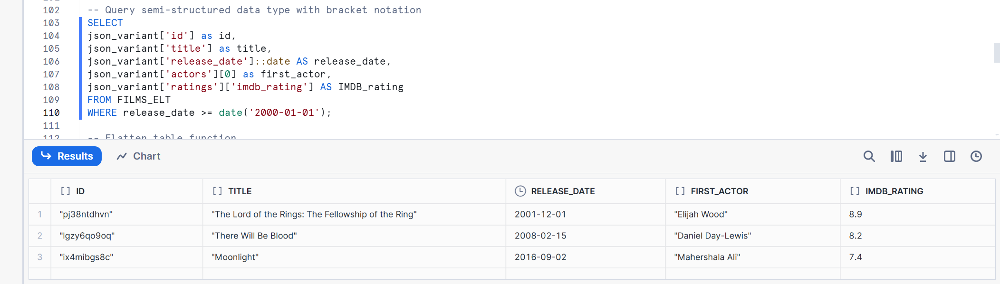 102 -- Query semi-structured data type with bracket notation
103 SELECT
104 json_variant['id'] as id,
105 json_variant['title'] as title,
106 json_variant['release_date']::date AS release_date,
107 json_variant['actors'][0] as first_actor,
108 json_variant['ratings']['imdb_rating'] AS IMDB_rating
109 FROM FILMS_ELT
110 WHERE release_date >= date('2000-01-01');
111
112 -- Flatten table function
Results Chart
[] ID [] TITLE RELEASE_DATE [] FIRST_ACTOR [] IMDB_RATING
1 "pj38ntdhvn" "The Lord of the Rings: The Fellowship of the Ring" 2001-12-01 "Elijah Wood" 8.9
2 "lgzy6qo9oq" "There Will Be Blood" 2008-02-15 "Daniel Day-Lewis" 8.2
3 "ix4mibgs8c" "Moonlight" 2016-09-02 "Mahershala Ali" 7.4